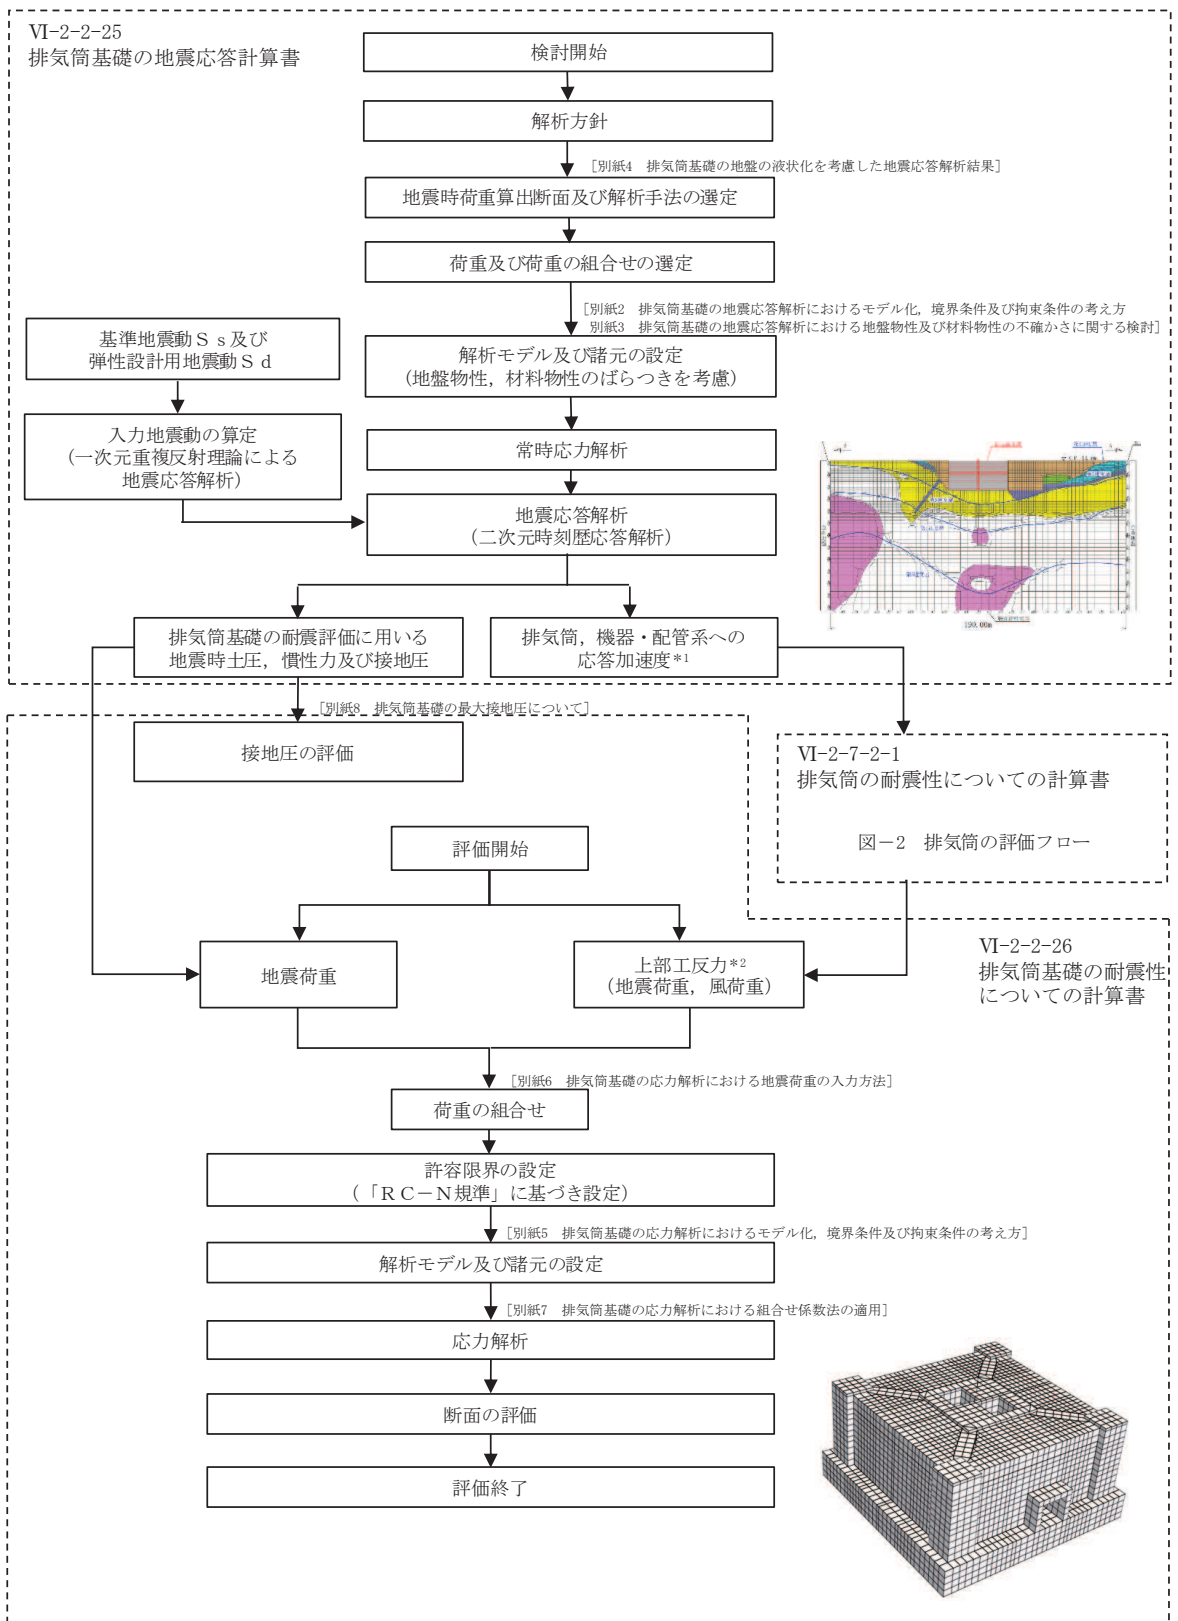 Ⅵ-2-2-25
排気筒基礎の地震応答計算書
検討開始
解析方針
[別紙4　排気筒基礎の地盤の液状化を考慮した地震応答解析結果]
地震時荷重算出断面及び解析手法の選定
荷重及び荷重の組合せの選定
[別紙2　排気筒基礎の地震応答解析におけるモデル化，境界条件及び拘束条件の考え方
別紙3　排気筒基礎の地震応答解析における地盤物性及び材料物性の不確かさに関する検討]
基準地震動Ｓｓ及び
弾性設計用地震動Ｓｄ
解析モデル及び諸元の設定
（地盤物性，材料物性のばらつきを考慮）
入力地震動の算定
（一次元重複反射理論による
地震応答解析）
常時応力解析
地震応答解析
（二次元時刻歴応答解析）
190.00m
排気筒基礎の耐震評価に用いる
地震時土圧，慣性力及び接地圧
排気筒，機器・配管系への
応答加速度*1
[別紙8　排気筒基礎の最大接地圧について]
接地圧の評価
Ⅵ-2-7-2-1
排気筒の耐震性についての計算書
図－2　排気筒の評価フロー
評価開始
地震荷重
上部工反力*2
（地震荷重，風荷重）
Ⅵ-2-2-26
排気筒基礎の耐震性
についての計算書
[別紙6　排気筒基礎の応力解析における地震荷重の入力方法]
荷重の組合せ
許容限界の設定
（「ＲＣ－Ｎ規準」に基づき設定）
[別紙5　排気筒基礎の応力解析におけるモデル化，境界条件及び拘束条件の考え方]
解析モデル及び諸元の設定
[別紙7　排気筒基礎の応力解析における組合せ係数法の適用]
応力解析
断面の評価
評価終了